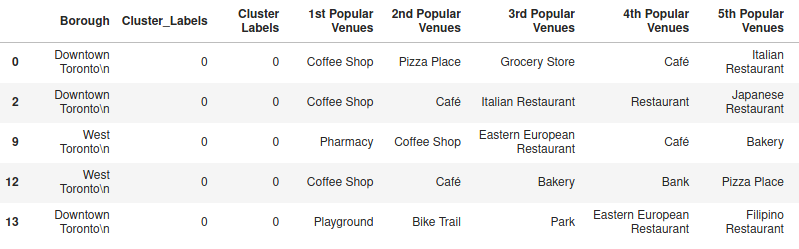 Borough Cluster_Labels Cluster Labels 1st Popular Venues 2nd Popular Venues 3rd Popular Venues 4th Popular Venues 5th Popular Venues
0 Downtown Toronto\n 0 0 Coffee Shop Pizza Place Grocery Store Café Italian Restaurant
2 Downtown Toronto\n 0 0 Coffee Shop Café Italian Restaurant Restaurant Japanese Restaurant
9 West Toronto\n 0 0 Pharmacy Coffee Shop Eastern European Restaurant Café Bakery
12 West Toronto\n 0 0 Coffee Shop Café Bakery Bank Pizza Place
13 Downtown Toronto\n 0 0 Playground Bike Trail Park Eastern European Restaurant Filipino Restaurant